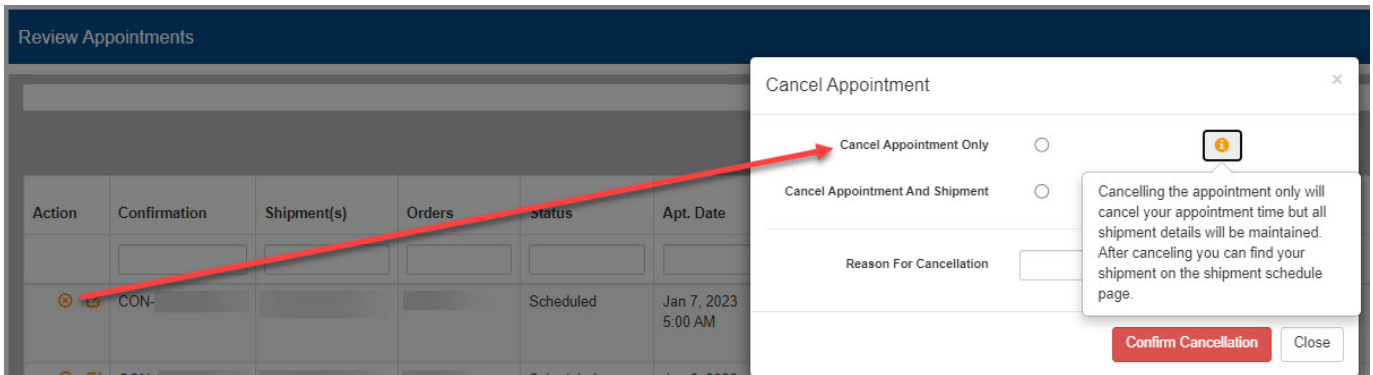 Review Appointments
Cancel Appointment
×
Cancel Appointment Only
Cancel Appointment And Shipment
Cancelling the appointment only will
cancel your appointment time but all
shipment details will be maintained.
After canceling you can find your
shipment on the shipment schedule
page.
Reason For Cancellation
Confirm Cancellation
Close
Action
Confirmation
Shipment(s)
Orders
Status
Apt. Date
CON-
Scheduled
Jan 7, 2023
5:00 AM